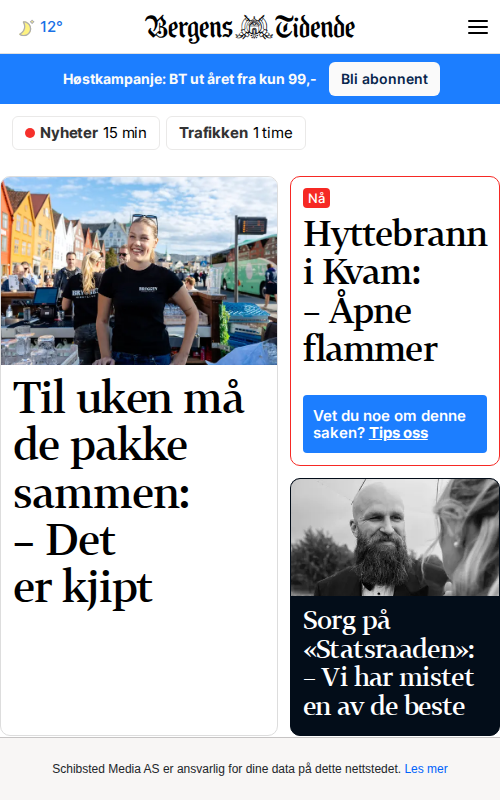 12°
Bergens Tidende
Høstkampanje: BT ut året fra kun 99,-
Bli abonnent
Nyheter 15 min
Trafikken 1 time
Til uken må
de pakke
sammen:
– Det
er kjipt
Nå
Hyttebrann
i Kvam:
– Åpne
flammer
Vet du noe om denne
saken? Tips oss
Sorg på
«Statsraaden»:
– Vi har mistet
en av de beste
Schibsted Media AS er ansvarlig for dine data på dette nettstedet. Les mer